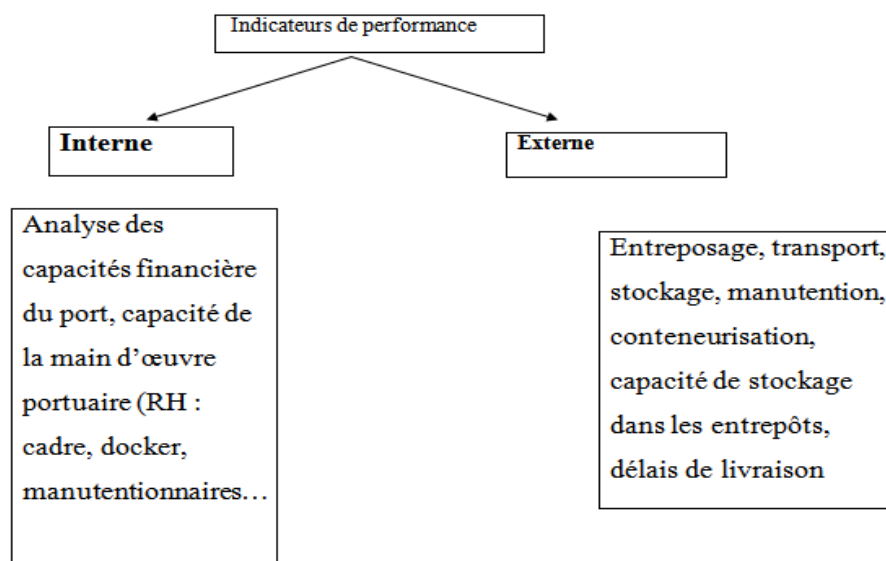 Indicateurs de performance
Interne
Externe
Analyse des
capacités financière
du port, capacité de
la main d’œuvre
portuaire (RH :
cadre, docker,
manutentionnaires…
Entreposage, transport,
stockage, manutention,
conteneurisation,
capacité de stockage
dans les entrepôts,
délais de livraison